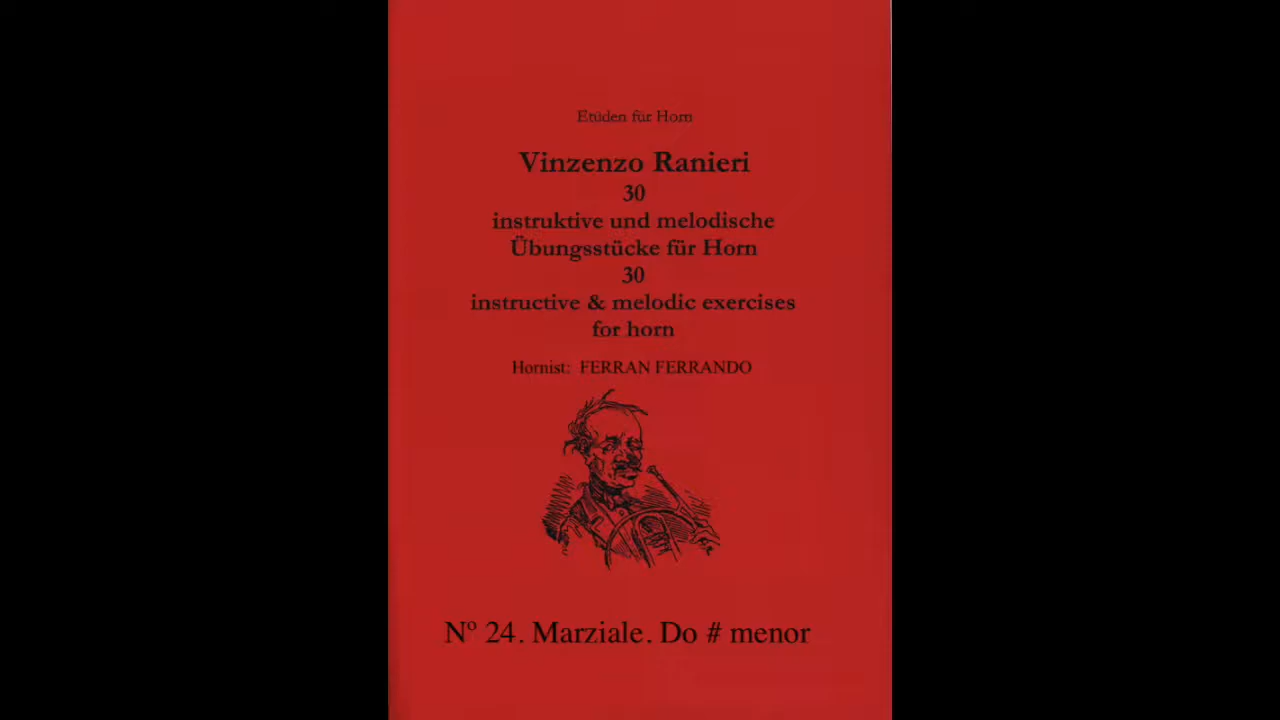 Etüden für Horn
Vinzenzo Ranieri
30
instruktive und melodische
Übungsstücke für Horn
30
instructive & melodic exercises
for horn
Hornist: FERRAN FERRANDO
Nº 24. Marziale. Do # menor